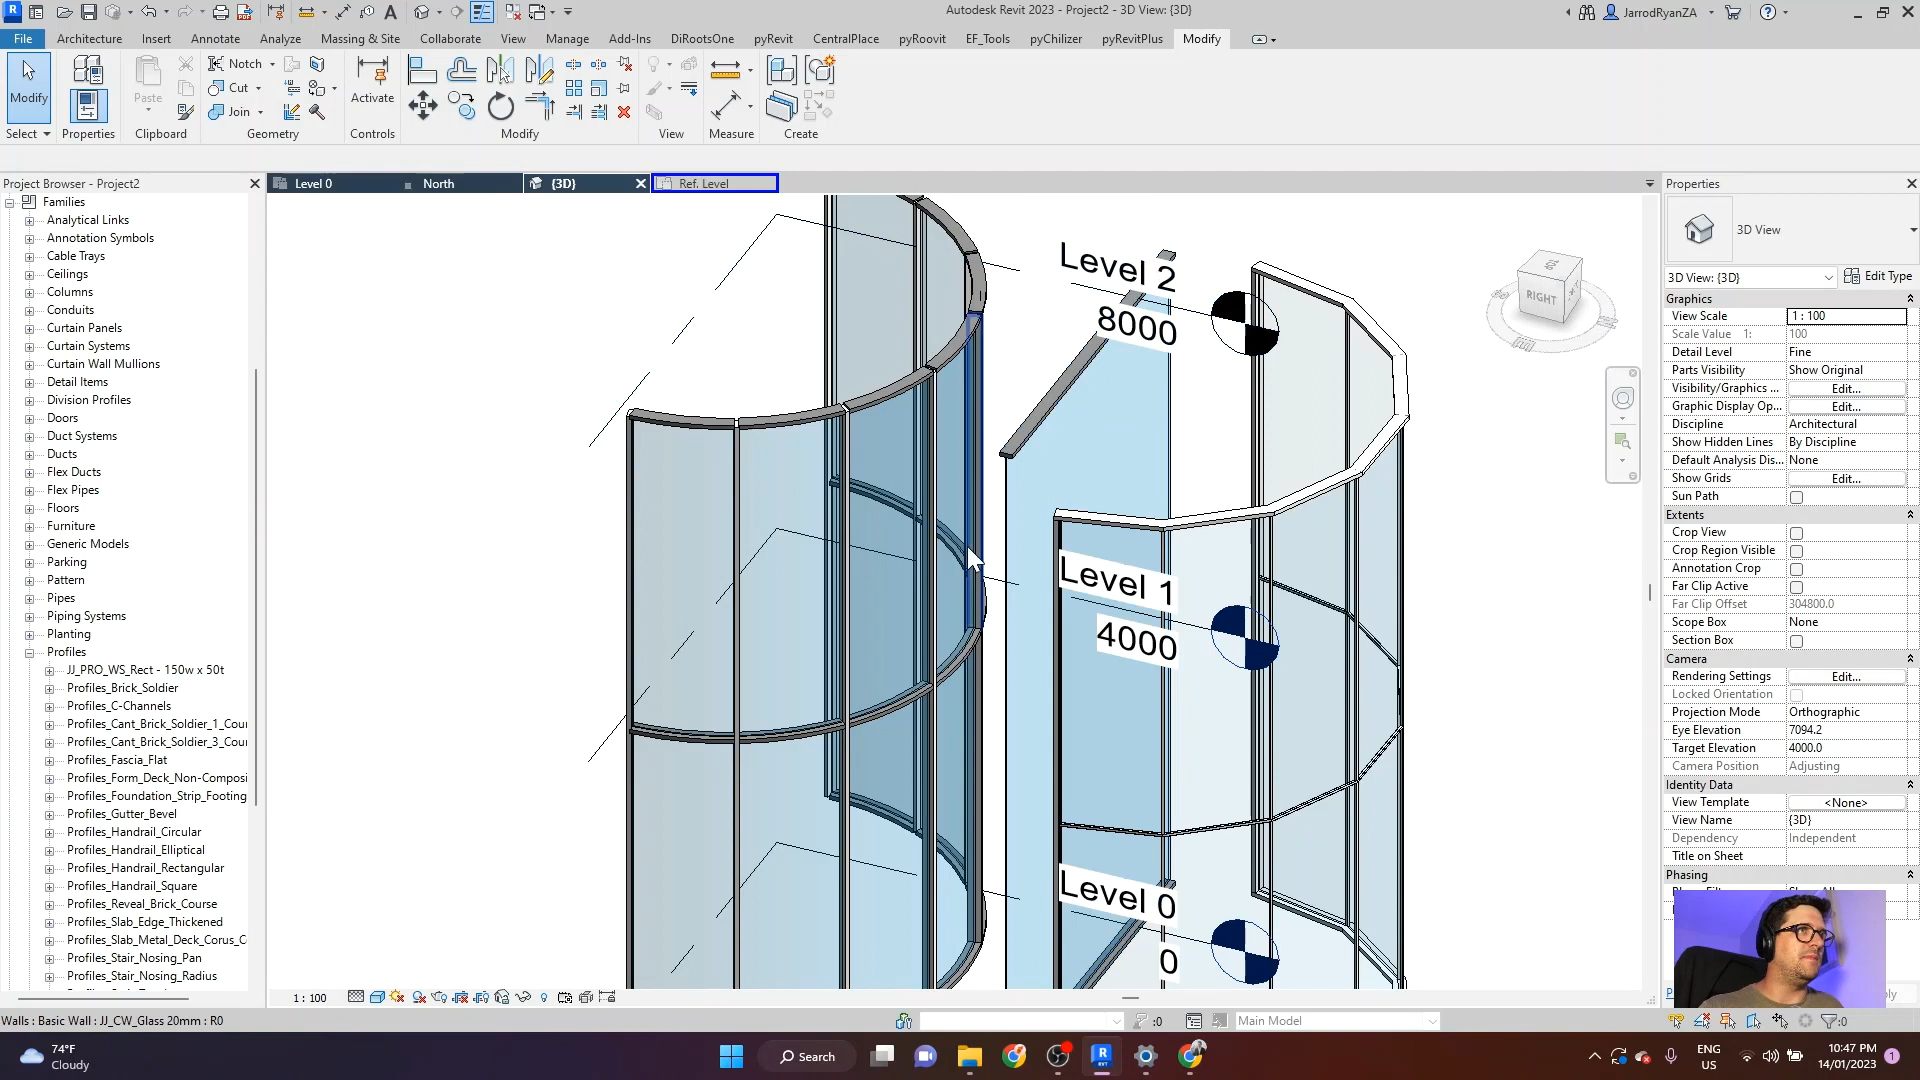 Autodesk Revit 2023 - Project2 - 3D View: {3D}
JarrodRyanZA
File
Architecture
Insert
Annotate
Analyze
Massing & Site
Collaborate
View
Manage
Add-Ins
DiRootsOne
pyRevit
CentralPlace
pyRoovit
EF_Tools
pyChilizer
pyRevitPlus
Modify
Modify
Paste
Notch
Cut
Join
Activate
Select
Properties
Clipboard
Geometry
Controls
Modify
View
Measure
Create
Project Browser - Project2
Families
Analytical Links
Annotation Symbols
Cable Trays
Ceilings
Columns
Conduits
Curtain Panels
Curtain Systems
Curtain Wall Mullions
Detail Items
Division Profiles
Doors
Duct Systems
Ducts
Flex Ducts
Flex Pipes
Floors
Furniture
Generic Models
Parking
Pattern
Pipes
Piping Systems
Planting
Profiles
JJ_PRO_WS_Rect - 150w x 50t
Profiles_Brick_Soldier
Profiles_C-Channels
Profiles_Cant_Brick_Soldier_1_Cou
Profiles_Cant_Brick_Soldier_3_Cou
Profiles_Fascia_Flat
Profiles_Form_Deck_Non-Composi
Profiles_Foundation_Strip_Footing
Profiles_Gutter_Bevel
Profiles_Handrail_Circular
Profiles_Handrail_Elliptical
Profiles_Handrail_Rectangular
Profiles_Handrail_Square
Profiles_Reveal_Brick_Course
Profiles_Slab_Edge_Thickened
Profiles_Slab_Metal_Deck_Corus_C
Profiles_Stair_Nosing_Pan
Profiles_Stair_Nosing_Radius
Level 0
North
{3D}
Ref. Level
Level 2
8000
Level 1
4000
Level 0
0
RIGHT
1 : 100
Properties
3D View
3D View: {3D}
Edit Type
Graphics
View Scale 1 : 100
Scale Value 1: 100
Detail Level Fine
Parts Visibility Show Original
Visibility/Graphics ... Edit...
Graphic Display Op... Edit...
Discipline Architectural
Show Hidden Lines By Discipline
Default Analysis Dis... None
Show Grids Edit...
Sun Path
Extents
Crop View
Crop Region Visible
Annotation Crop
Far Clip Active
Far Clip Offset 304800.0
Scope Box None
Section Box
Camera
Rendering Settings Edit...
Locked Orientation
Projection Mode Orthographic
Eye Elevation 7094.2
Target Elevation 4000.0
Camera Position Adjusting
Identity Data
View Template <None>
View Name {3D}
Dependency Independent
Title on Sheet
Phasing
Walls : Basic Wall : JJ_CW_Glass 20mm : R0
:0
Main Model
:0
74°F
Cloudy
Search
ENG
US
10:47 PM
14/01/2023
1